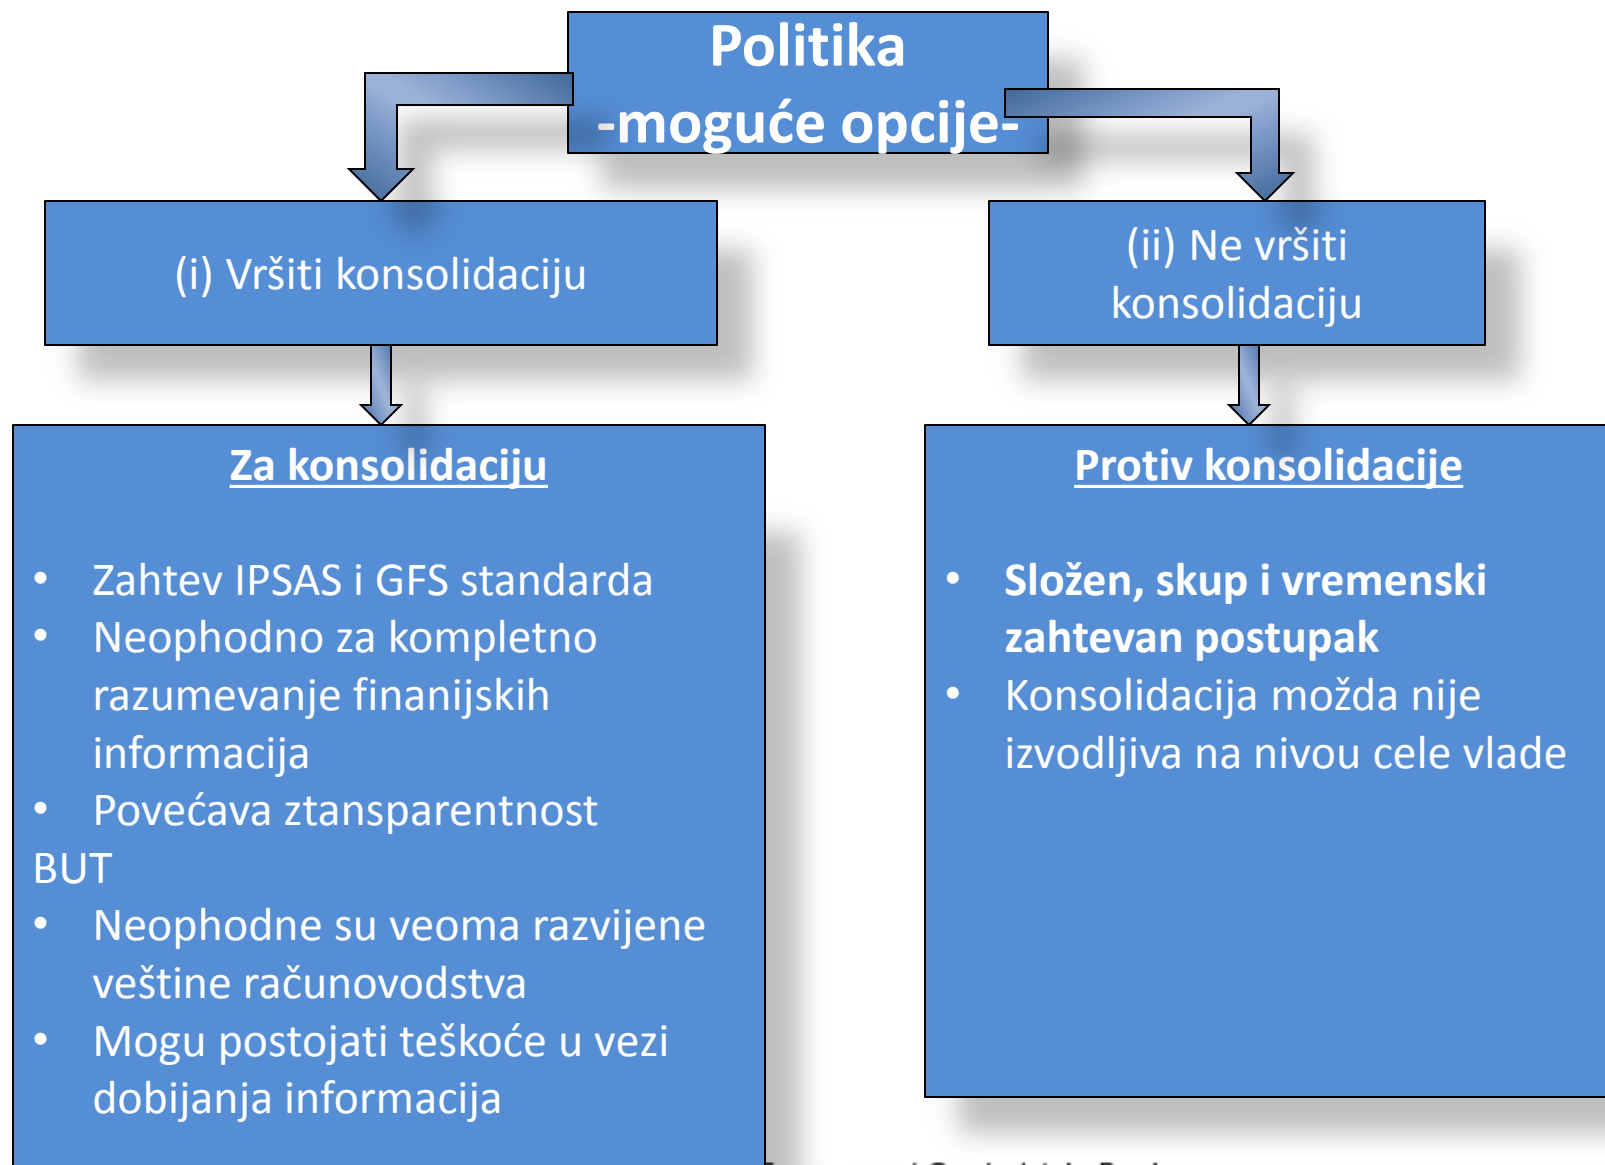 Politika
-moguće opcije-
(i) Vršiti konsolidaciju
(ii) Ne vršiti
konsolidaciju
Za konsolidaciju
• Zahtev IPSAS i GFS standarda
• Neophodno za kompletno
razumevanje finanijskih
informacija
• Povećava ztansparentnost
BUT
• Neophodne su veoma razvijene
veštine računovodstva
• Mogu postojati teškoće u vezi
dobijanja informacija
Protiv konsolidacije
• Složen, skup i vremenski
zahtevan postupak
• Konsolidacija možda nije
izvodljiva na nivou cele vlade